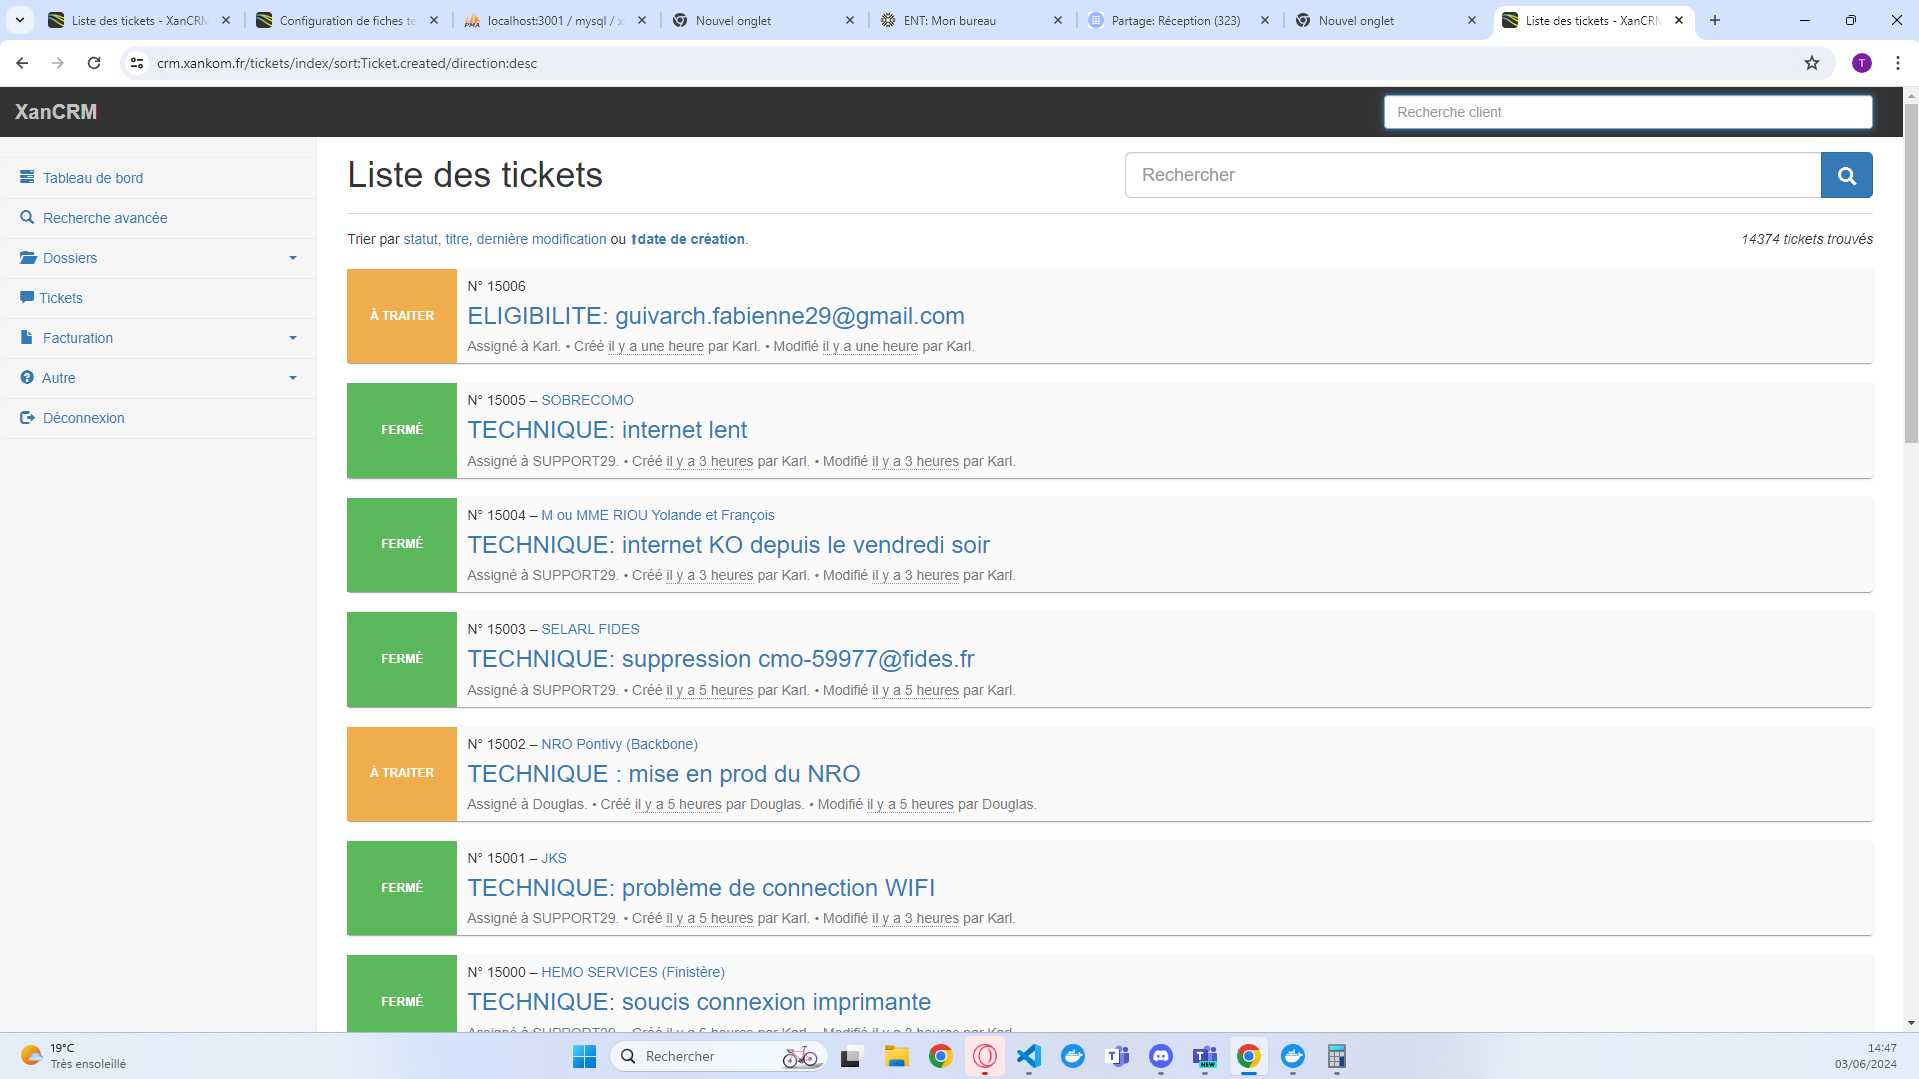 Liste des tickets - XanCRM
Configuration de fiches te
localhost:3001 / mysql / x
Nouvel onglet
ENT: Mon bureau
Partage: Réception (323)
Nouvel onglet
Liste des tickets - XanCRM
crm.xankom.fr/tickets/index/sort:Ticket.created/direction:desc
T
XanCRM
Recherche client
Tableau de bord
Recherche avancée
Dossiers
Tickets
Facturation
Autre
Déconnexion
Liste des tickets
Rechercher
Trier par statut, titre, dernière modification ou date de création.
14374 tickets trouvés
À TRAITER
N° 15006
ELIGIBILITE: guivarch.fabienne29@gmail.com
Assigné à Karl. • Créé il y a une heure par Karl. • Modifié il y a une heure par Karl.
FERMÉ
N° 15005 – SOBRECOMO
TECHNIQUE: internet lent
Assigné à SUPPORT29. • Créé il y a 3 heures par Karl. • Modifié il y a 3 heures par Karl.
FERMÉ
N° 15004 – M ou MME RIOU Yolande et François
TECHNIQUE: internet KO depuis le vendredi soir
Assigné à SUPPORT29. • Créé il y a 3 heures par Karl. • Modifié il y a 3 heures par Karl.
FERMÉ
N° 15003 – SELARL FIDES
TECHNIQUE: suppression cmo-59977@fides.fr
Assigné à SUPPORT29. • Créé il y a 5 heures par Karl. • Modifié il y a 5 heures par Karl.
À TRAITER
N° 15002 – NRO Pontivy (Backbone)
TECHNIQUE : mise en prod du NRO
Assigné à Douglas. • Créé il y a 5 heures par Douglas. • Modifié il y a 5 heures par Douglas.
FERMÉ
N° 15001 – JKS
TECHNIQUE: problème de connection WIFI
Assigné à SUPPORT29. • Créé il y a 5 heures par Karl. • Modifié il y a 3 heures par Karl.
FERMÉ
N° 15000 – HEMO SERVICES (Finistère)
TECHNIQUE: soucis connexion imprimante
19°C
Très ensoleillé
Rechercher
NEW
14:47
03/06/2024